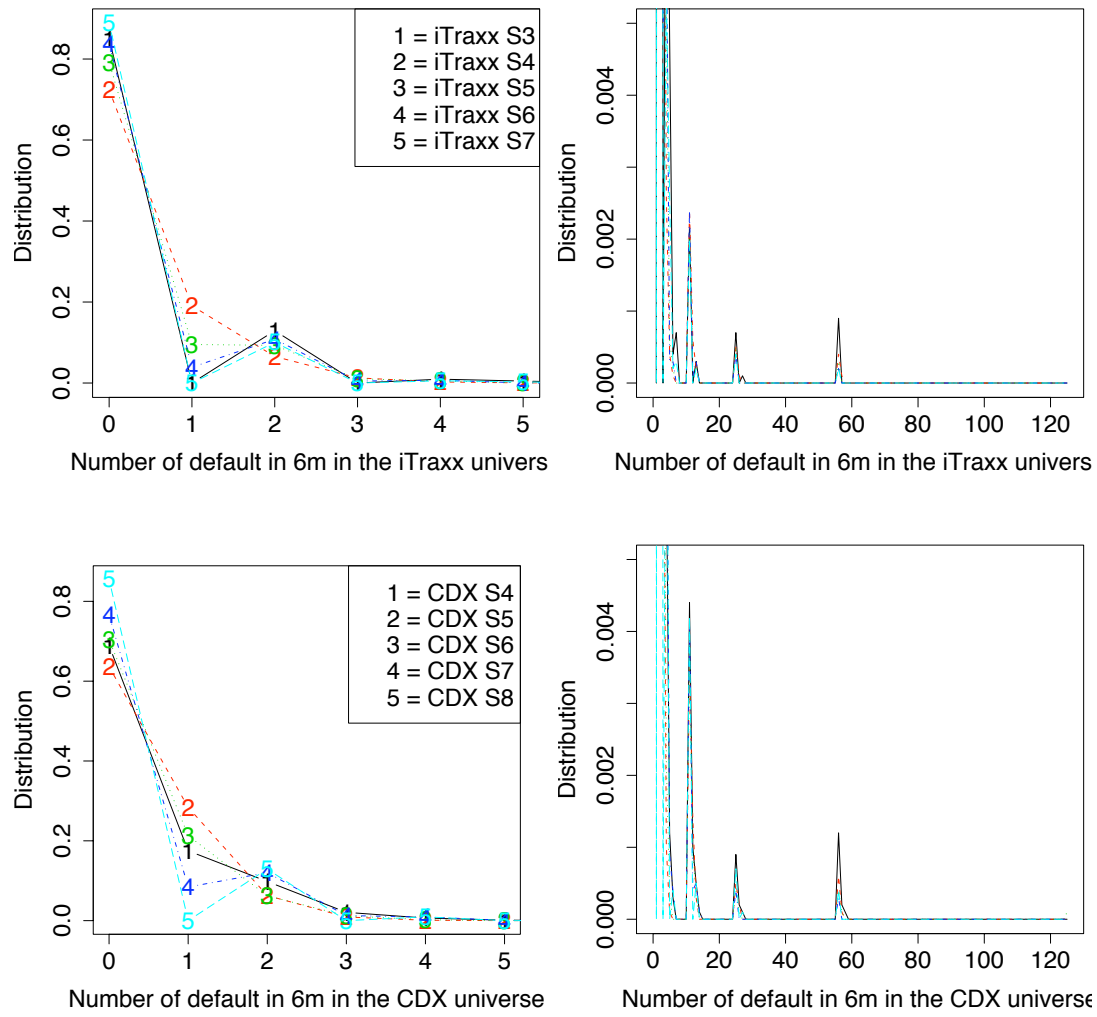 Distribution
0.0 0.2 0.4 0.6 0.8
1 = iTraxx S3
2 = iTraxx S4
3 = iTraxx S5
4 = iTraxx S6
5 = iTraxx S7
0 1 2 3 4 5
Number of default in 6m in the iTraxx univers
Distribution
0.000 0.002 0.004
0 20 40 60 80 100 120
Number of default in 6m in the iTraxx univers
Distribution
0.0 0.2 0.4 0.6 0.8
1 = CDX S4
2 = CDX S5
3 = CDX S6
4 = CDX S7
5 = CDX S8
0 1 2 3 4 5
Number of default in 6m in the CDX universe
Distribution
0.000 0.002 0.004
0 20 40 60 80 100 120
Number of default in 6m in the CDX universe